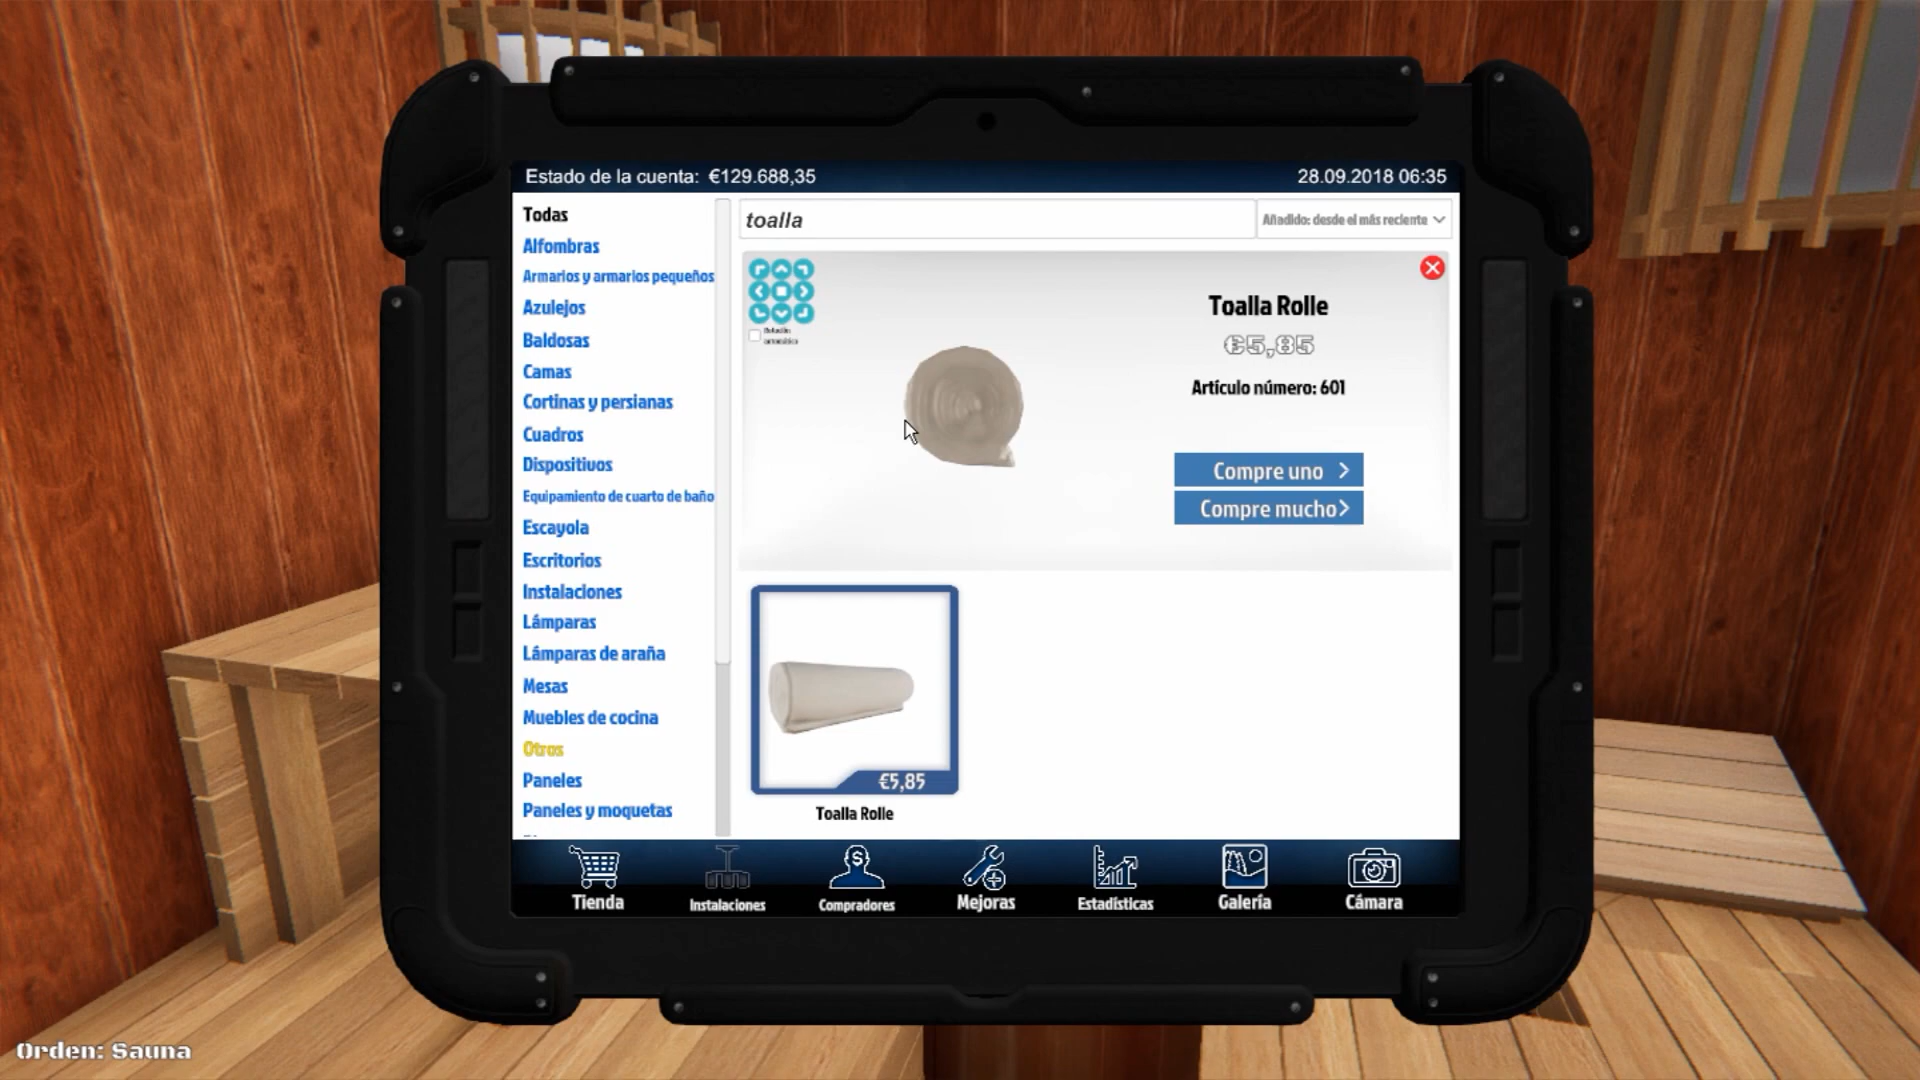 Estado de la cuenta: €129.688,35
28.09.2018 06:35
Todas
Alfombras
Armarios y armarios pequeños
Azulejos
Baldosas
Camas
Cortinas y persianas
Cuadros
Dispositivos
Equipamiento de cuarto de baño
Escayola
Escritorios
Instalaciones
Lámparas
Lámparas de araña
Mesas
Muebles de cocina
Otros
Paneles
Paneles y moquetas
toalla
Añadido: desde el más reciente
Rotación
automática
Toalla Rolle
€5,85
Artículo número: 601
Compre uno
Compre mucho
€5,85
Toalla Rolle
Tienda
Instalaciones
Compradores
Mejoras
Estadísticas
Galería
Cámara
Orden: Sauna